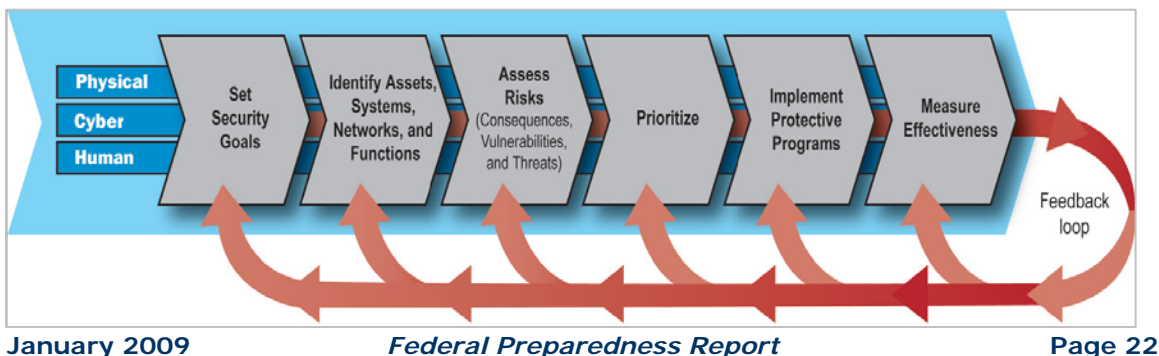 Physical
Cyber
Human
Set
Security
Goals
Identify Assets,
Systems,
Networks, and
Functions
Assess
Risks
(Consequences,
Vulnerabilities,
and Threats)
Prioritize
Implement
Protective
Programs
Measure
Effectiveness
Feedback
loop
January 2009 Federal Preparedness Report Page 22